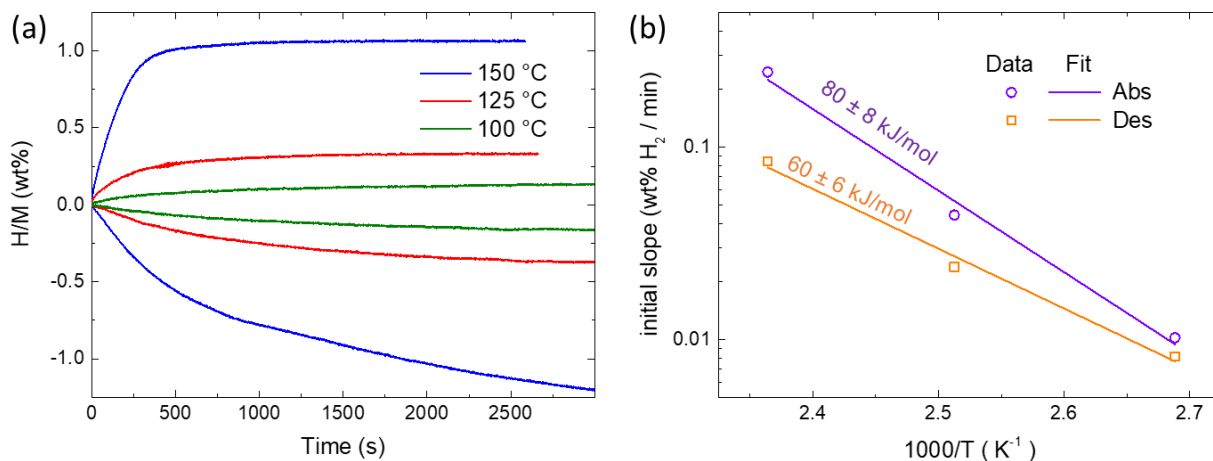 (a)
H/M (wt%)
1.0
0.5
0.0
-0.5
-1.0
150 °C
125 °C
100 °C
0
500
1000
1500
2000
2500
Time (s)
(b)
initial slope (wt% H₂ / min)
0.1
0.01
Data Fit
Abs
Des
80 ± 8 kJ/mol
60 ± 6 kJ/mol
2.4
2.5
2.6
2.7
1000/T ( K⁻¹ )